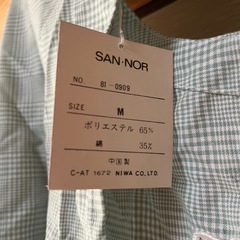 SAN-NOR
NO. 81-0909
SIZE M
ポリエステル 65%
綿 35%
中国製
C-AT 1672 NIWA CO., LTD.